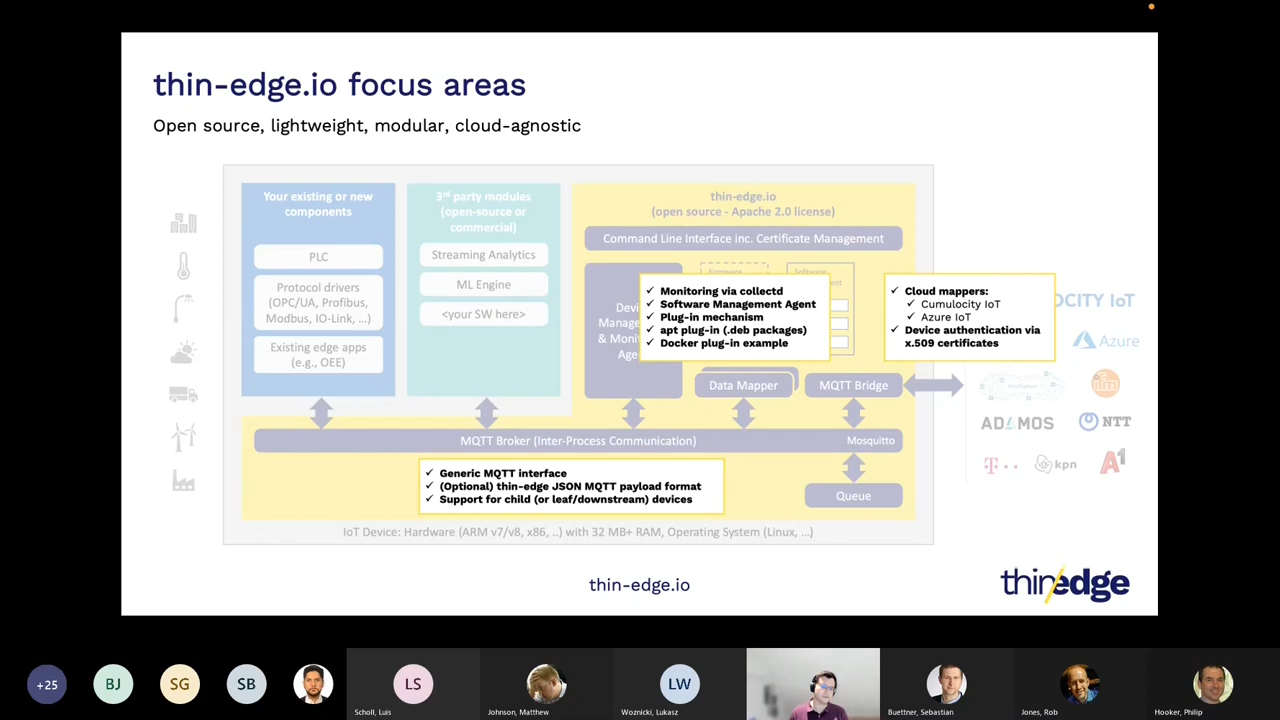 thin-edge.io focus areas
Open source, lightweight, modular, cloud-agnostic
Your existing or new
components
PLC
Protocol drivers
(OPC/UA, Profibus,
Modbus, IO-Link, ...)
Existing edge apps
(e.g., OEE)
3rd party modules
(open-source or
commercial)
Streaming Analytics
ML Engine
<your SW here>
thin-edge.io
(open source - Apache 2.0 license)
Command Line Interface inc. Certificate Management
Firmware
Software
✓ Monitoring via collectd
✓ Software Management Agent
✓ Plug-in mechanism
✓ apt plug-in (.deb packages)
✓ Docker plug-in example
Data Mapper
MQTT Bridge
✓ Cloud mappers:
✓ Cumulocity IoT
✓ Azure IoT
✓ Device authentication via
x.509 certificates
OCITY IoT
Azure
ADAMOS
NTT
T
kpn
A1
MQTT Broker (Inter-Process Communication)
Mosquitto
✓ Generic MQTT interface
✓ (Optional) thin-edge JSON MQTT payload format
✓ Support for child (or leaf/downstream) devices
Queue
IoT Device: Hardware (ARM v7/v8, x86, ..) with 32 MB+ RAM, Operating System (Linux, ...)
thin-edge.io
thin/edge
+25
BJ
SG
SB
LS
Scholl, Luis
Johnson, Matthew
LW
Woznicki, Lukasz
Buettner, Sebastian
Jones, Rob
Hooker, Philip